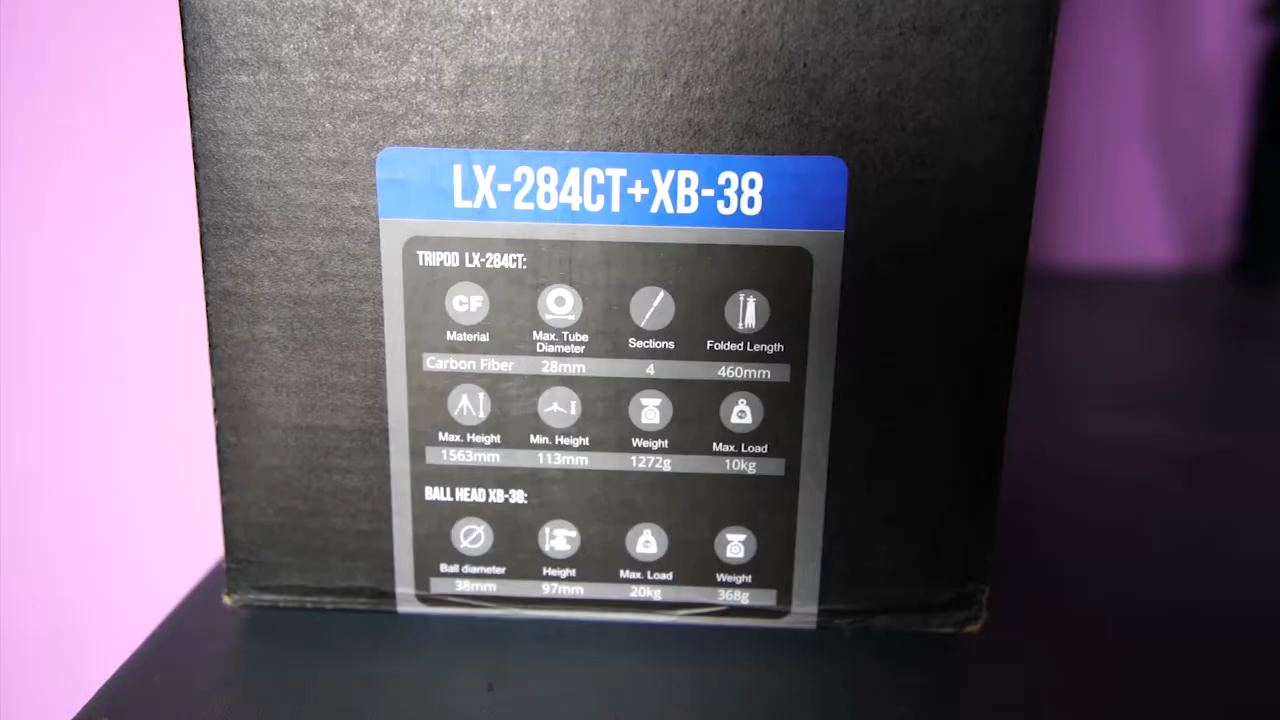 LX-284CT+XB-38
TRIPOD LX-284CT:
CF
Material Max. Tube Diameter Sections Folded Length
Carbon Fiber 28mm 4 460mm
Max. Height Min. Height Weight Max. Load
1563mm 113mm 1272g 10kg
BALL HEAD XB-38:
Ball diameter Height Max. Load Weight
38mm 97mm 20kg 368g